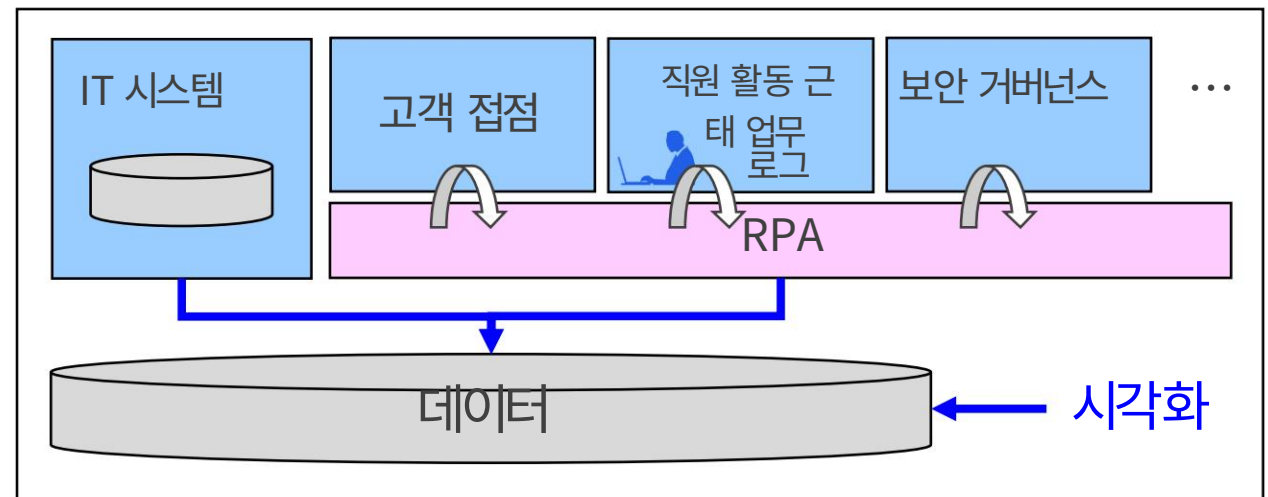 IT 시스템
고객 접점
직원 활동 근
태 업무
로그
보안 거버넌스
…
RPA
데이터
시각화